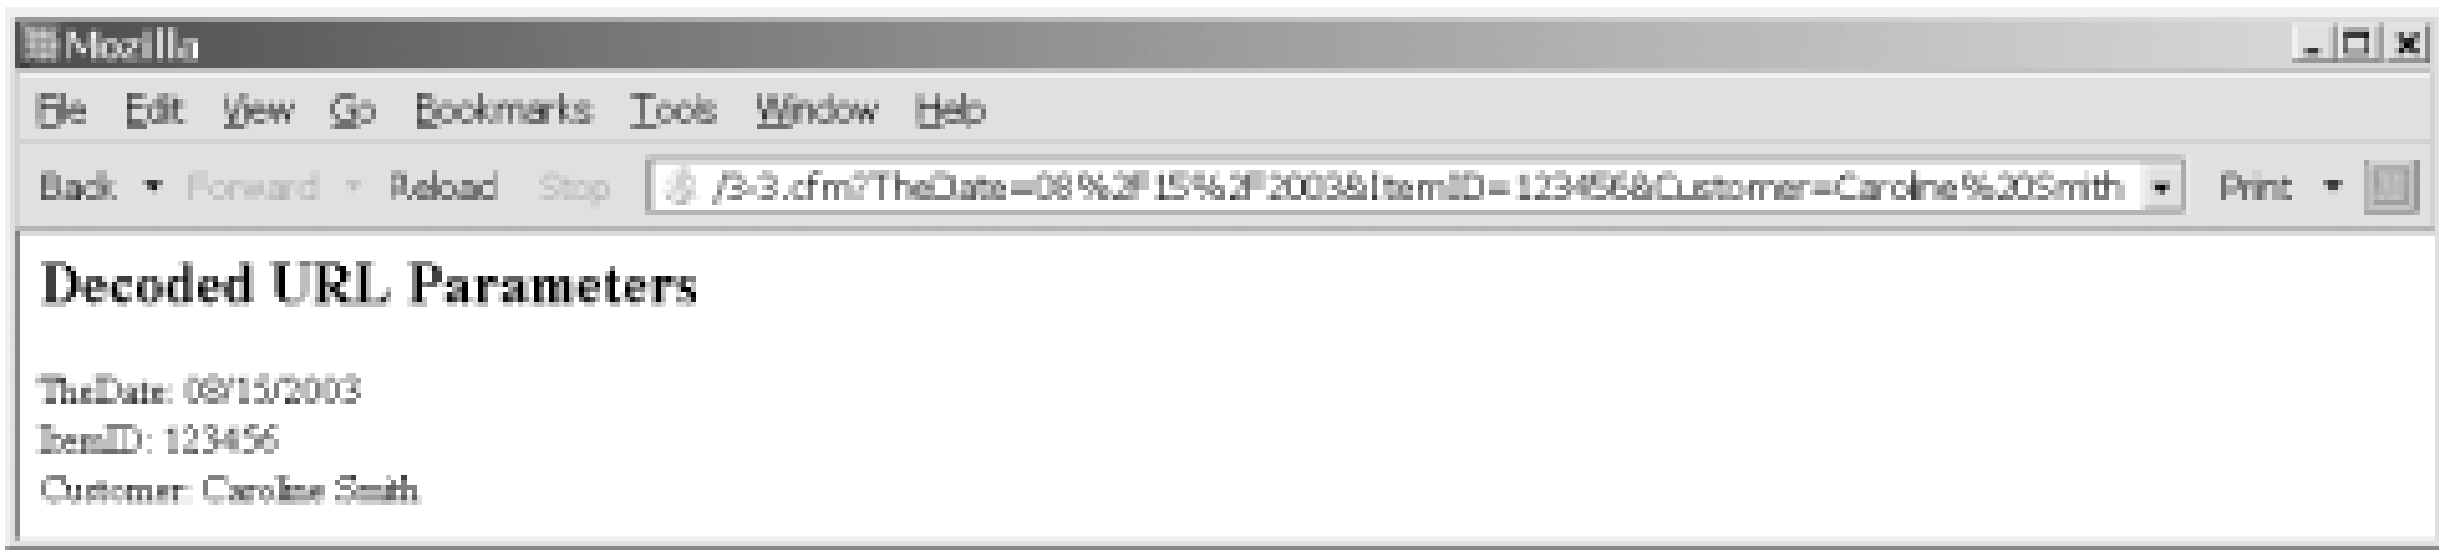 Mozilla
File Edit View Go Bookmarks Tools Window Help
Back Forward Reload Stop /3-3.cfm?TheDate=08%2F15%2F2003&ItemID=123456&Customer=Caroline%20Smith Print
Decoded URL Parameters
TheDate: 08/15/2003
ItemID: 123456
Customer: Caroline Smith